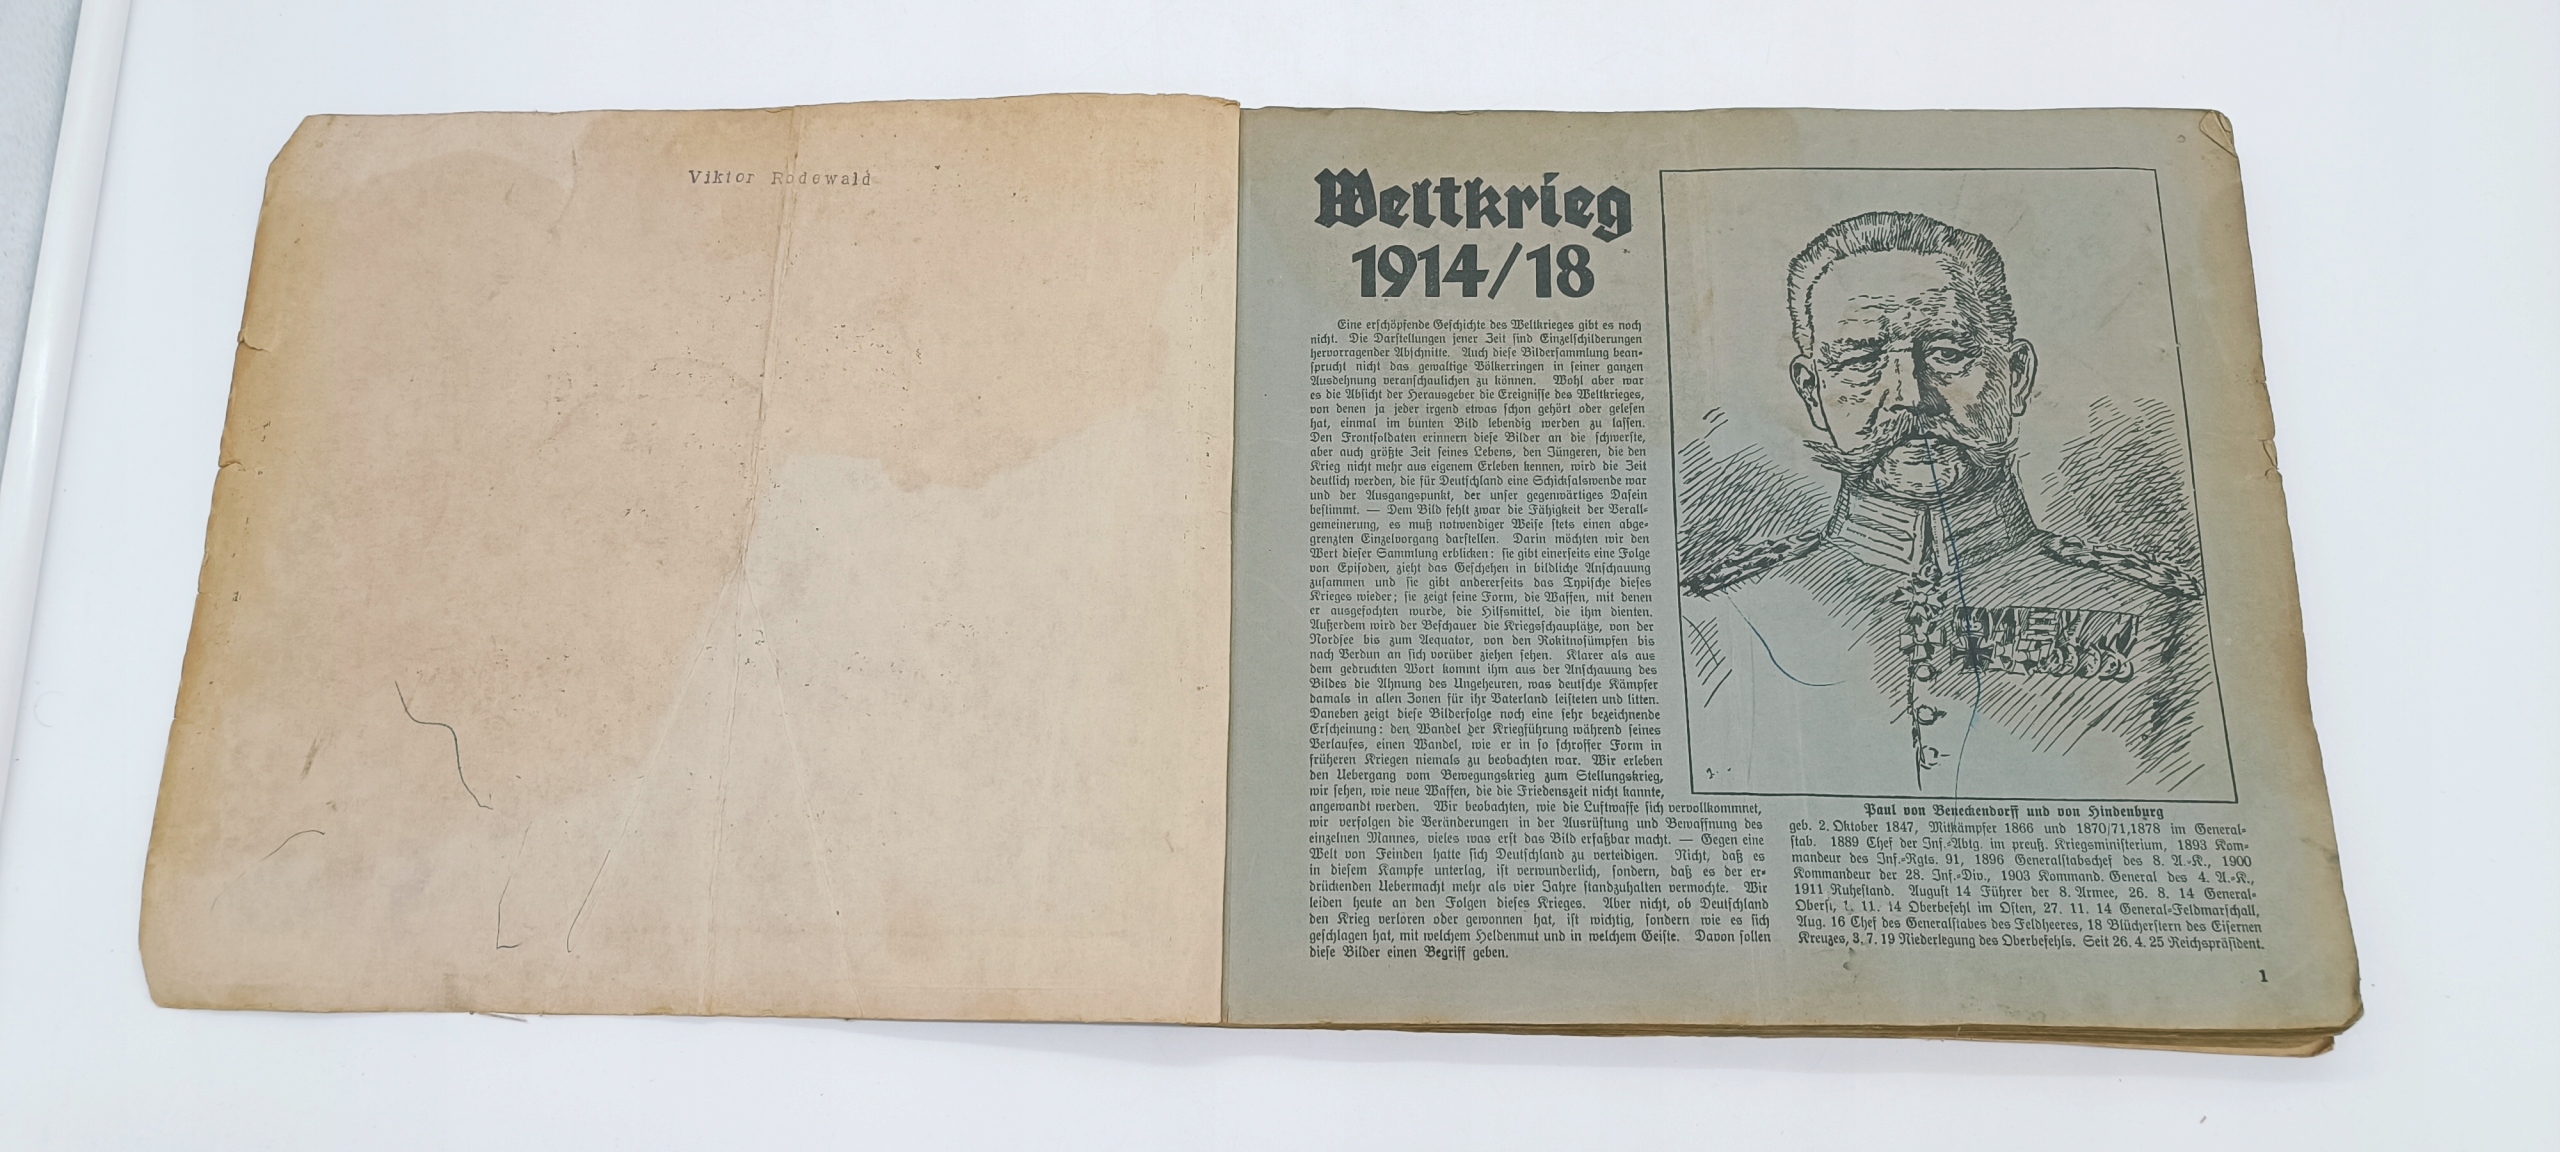 Viktor Rodewald
Weltkrieg
1914/18
Eine erschöpfende Geschichte des Weltkrieges gibt es noch
nicht. Die Darstellungen jener Zeit sind Einzelschilderungen
hervorragender Abschnitte. Auch diese Bildersammlung bean-
sprucht nicht das gewaltige Völkerringen in seiner ganzen
Ausdehnung veranschaulichen zu können. Wohl aber war
es die Absicht der Herausgeber die Ereignisse des Weltkrieges,
von denen ja jeder irgend etwas schon gehört oder gelesen
hat, einmal im bunten Bild lebendig werden zu lassen.
Den Frontsoldaten erinnern diese Bilder an die schwerste,
aber auch größte Zeit seines Lebens, den Jüngeren, die den
Krieg nicht mehr aus eigenem Erleben kennen, wird die Zeit
deutlich werden, die für Deutschland eine Schicksalswende war
und der Ausgangspunkt, der unser gegenwärtiges Dasein
bestimmt. — Dem Bild fehlt zwar die Fähigkeit der Verall-
gemeinerung, es muß notwendiger Weise stets einen abge-
grenzten Einzelvorgang darstellen. Darin möchten wir den
Wert dieser Sammlung erblicken: sie gibt einerseits eine Folge
von Episoden, zieht das Geschehen in bildliche Anschauung
zusammen und sie gibt andererseits das Typische dieses
Krieges wieder; sie zeigt seine Form, die Waffen, mit denen
er ausgefochten wurde, die Hilfsmittel, die ihm dienten.
Außerdem wird der Beschauer die Kriegsschauplätze, von der
Nordsee bis zum Aequator, von den Rokitnosümpfen bis
nach Verdun an sich vorüber ziehen sehen. Klarer als aus
dem gedruckten Wort kommt ihm aus der Anschauung des
Bildes die Ahnung des Ungeheuren, was deutsche Kämpfer
damals in allen Zonen für ihr Vaterland leisteten und litten.
Daneben zeigt diese Bilderfolge noch eine sehr bezeichnende
Erscheinung: den Wandel der Kriegführung während seines
Verlaufes, einen Wandel, wie er in so schroffer Form in
früheren Kriegen niemals zu beobachten war. Wir erleben
den Uebergang vom Bewegungskrieg zum Stellungskrieg,
wir sehen, wie neue Waffen, die die Friedenszeit nicht kannte,
angewandt werden. Wir beobachten, wie die Luftwaffe sich vervollkommnet,
wir verfolgen die Veränderungen in der Ausrüstung und Bewaffnung des
einzelnen Mannes, vieles was erst das Bild erfaßbar macht. — Gegen eine
Welt von Feinden hatte sich Deutschland zu verteidigen. Nicht, daß es
in diesem Kampfe unterlag, ist verwunderlich, sondern, daß es der er-
drückenden Uebermacht mehr als vier Jahre standzuhalten vermochte. Wir
leiden heute an den Folgen dieses Krieges. Aber nicht, ob Deutschland
den Krieg verloren oder gewonnen hat, ist wichtig, sondern wie es sich
geschlagen hat, mit welchem Heldenmut und in welchem Geiste. Davon sollen
diese Bilder einen Begriff geben.
Paul von Beneckendorff und von Hindenburg
geb. 2. Oktober 1847, Mitkämpfer 1866 und 1870/71, 1878 im General-
stab. 1889 Chef der Inf.-Abtg. im preuß. Kriegsministerium, 1893 Kom-
mandeur des Inf.-Rgts. 91, 1896 Generalstabschef des 8. A.-K., 1900
Kommandeur der 28. Inf.-Div., 1903 Kommand. General des 4. A.-K.,
1911 Ruhestand. August 14 Führer der 8. Armee, 26. 8. 14 General-
Oberst, 1. 11. 14 Oberbefehl im Osten, 27. 11. 14 General-Feldmarschall,
Aug. 16 Chef des Generalstabes des Feldheeres, 18 Blücherstern des Eisernen
Kreuzes, 3. 7. 19 Niederlegung des Oberbefehls. Seit 26. 4. 25 Reichspräsident.
1